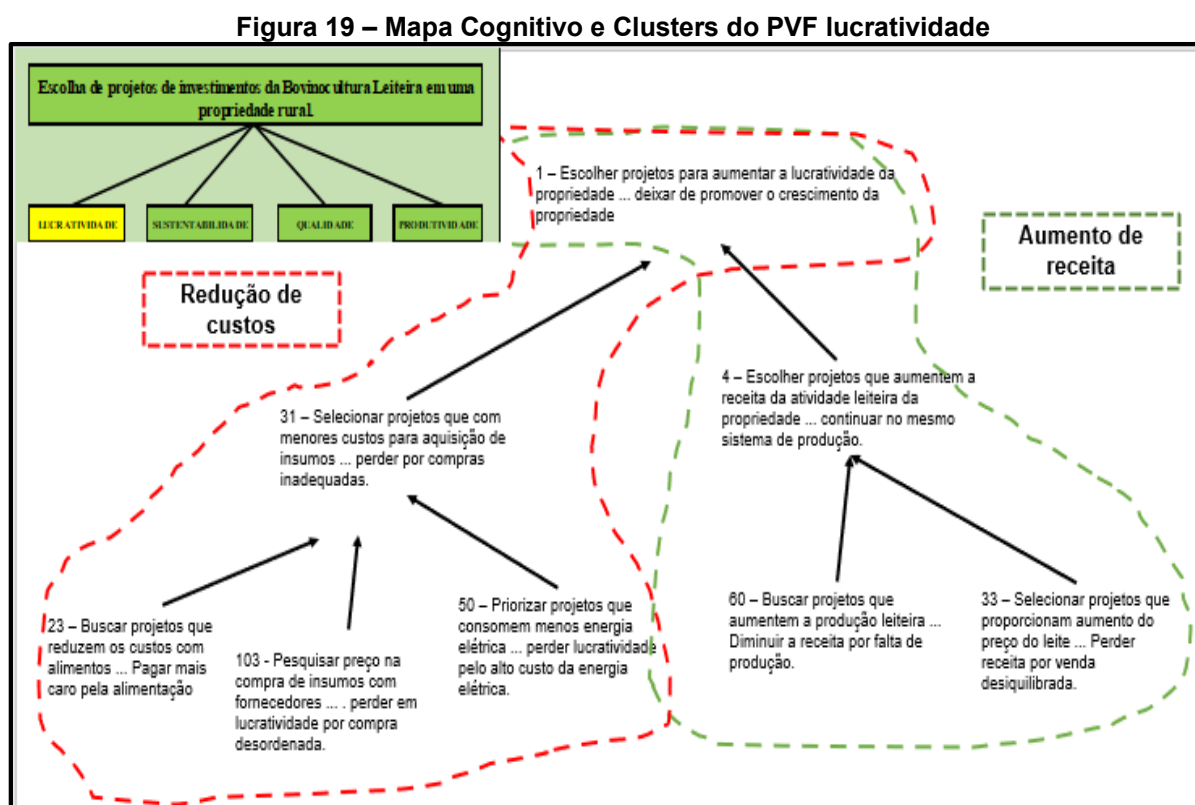 Figura 19 – Mapa Cognitivo e Clusters do PVF lucratividade
Escolha de projetos de investimentos da Bovinocultura Leiteira em uma
propriedade rural.
LUCRATIVIDADE
SUSTENTABILIDADE
QUALIDADE
PRODUTIVIDADE
1 – Escolher projetos para aumentar a lucratividade da
propriedade ... deixar de promover o crescimento da
propriedade
Redução de
custos
Aumento de
receita
31 – Selecionar projetos que com
menores custos para aquisição de
insumos ... perder por compras
inadequadas.
4 – Escolher projetos que aumentem a
receita da atividade leiteira da
propriedade ... continuar no mesmo
sistema de produção.
23 – Buscar projetos que
reduzem os custos com
alimentos ... Pagar mais
caro pela alimentação
103 - Pesquisar preço na
compra de insumos com
fornecedores ... . perder em
lucratividade por compra
desordenada.
50 – Priorizar projetos que
consomem menos energia
elétrica ... perder lucratividade
pelo alto custo da energia
elétrica.
60 – Buscar projetos que
aumentem a produção leiteira ...
Diminuir a receita por falta de
produção.
33 – Selecionar projetos que
proporcionam aumento do
preço do leite ... Perder
receita por venda
desiquilibrada.